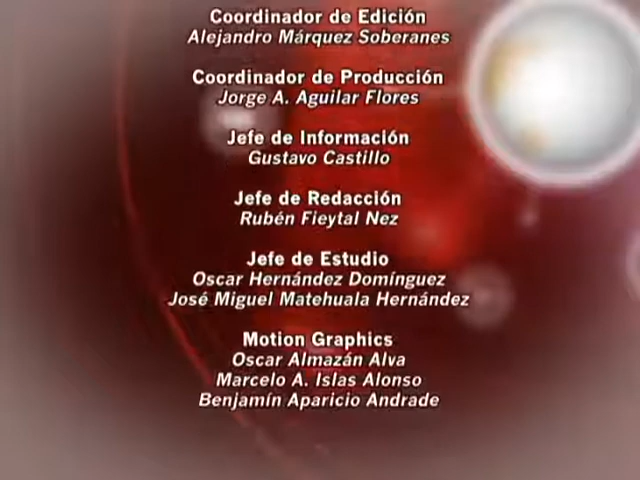 Coordinador de Edición
Alejandro Márquez Soberanes
Coordinador de Producción
Jorge A. Aguilar Flores
Jefe de Información
Gustavo Castillo
Jefe de Redacción
Rubén Fieytal Nez
Jefe de Estudio
Oscar Hernández Domínguez
José Miguel Matehuala Hernández
Motion Graphics
Oscar Almazán Alva
Marcelo A. Islas Alonso
Benjamín Aparicio Andrade